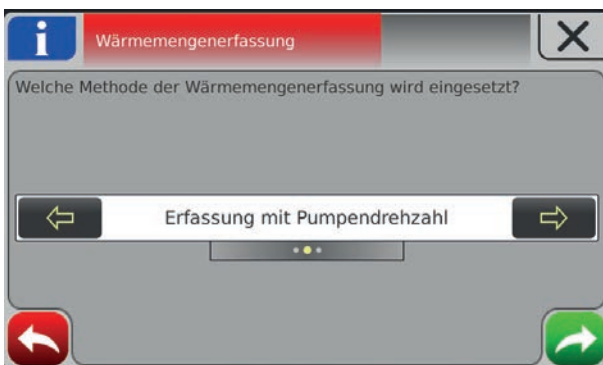 i
Wärmemengenerfassung
Welche Methode der Wärmemengenerfassung wird eingesetzt?
Erfassung mit Pumpendrehzahl